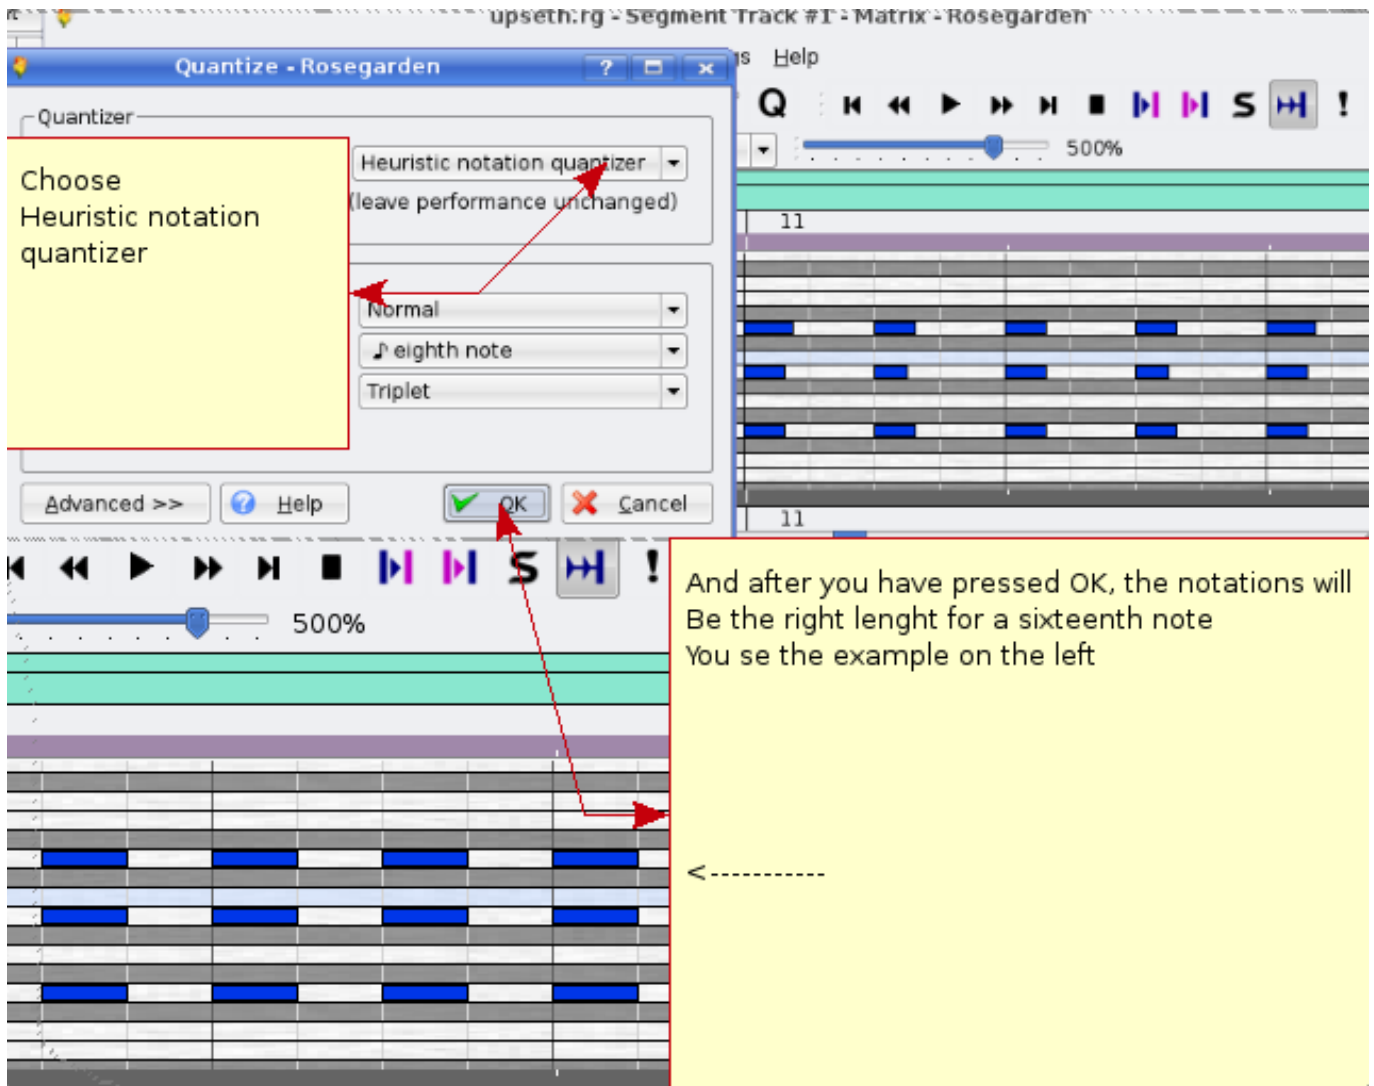 upseth.rg - Segment Track #1 - Matrix - Rosegarden
Quantize - Rosegarden
?
Help
Quantizer
Q
S
!
Choose
Heuristic notation
quantizer
Heuristic notation quantizer
(leave performance unchanged)
500%
11
Normal
eighth note
Triplet
Advanced >>
? Help
OK
Cancel
11
S
!
500%
And after you have pressed OK, the notations will
Be the right lenght for a sixteenth note
You se the example on the left
<-----------